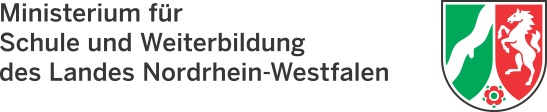 Ministerium für
Schule und Weiterbildung
des Landes Nordrhein-Westfalen